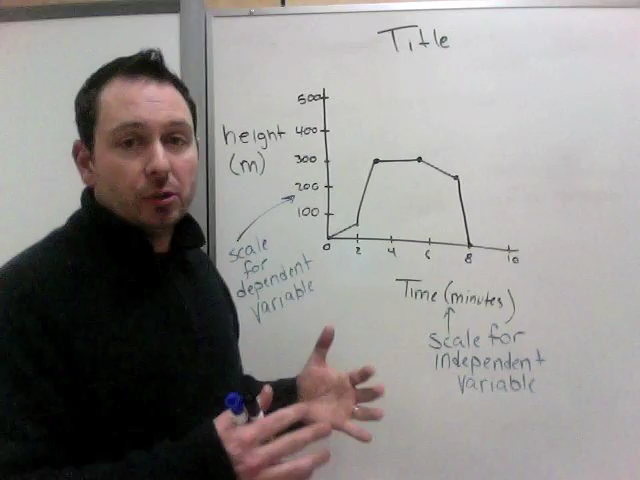 Title
500
400
300
200
100
0
2
4
6
8
10
height
(m)
scale
for
dependent
variable
Time (minutes)
scale for
independent
variable